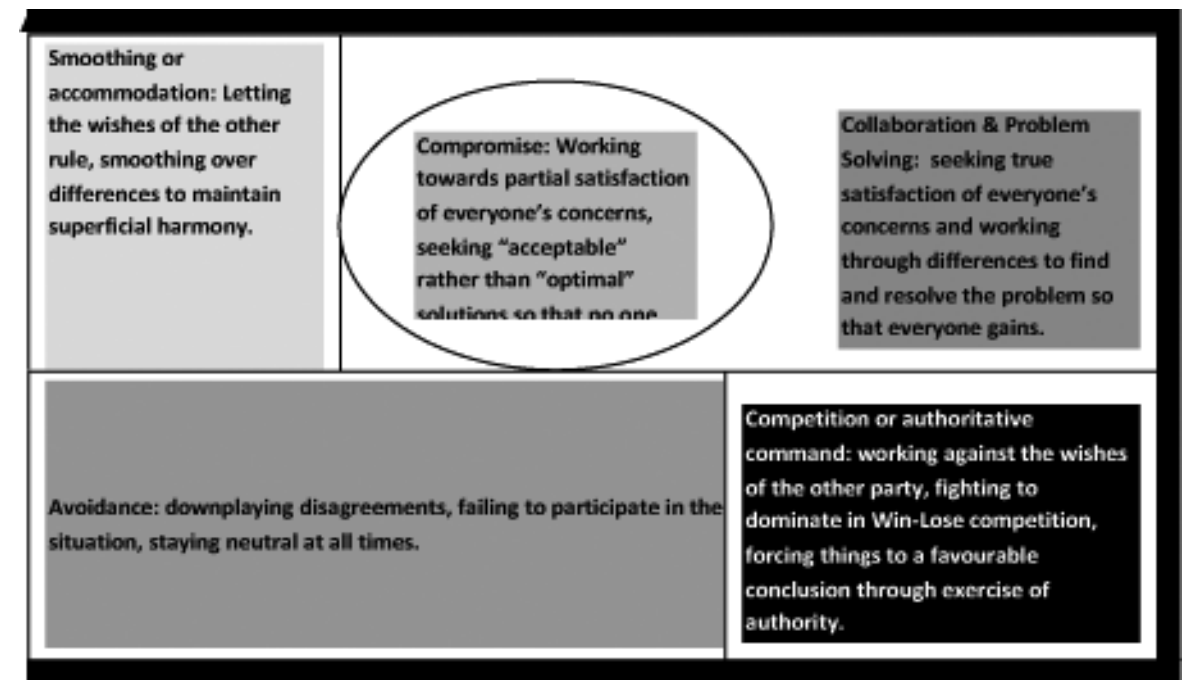 Smoothing or
accommodation: Letting
the wishes of the other
rule, smoothing over
differences to maintain
superficial harmony.
Compromise: Working
towards partial satisfaction
of everyone's concerns,
seeking “acceptable”
rather than “optimal”
solutions so that no one
Collaboration & Problem
Solving: seeking true
satisfaction of everyone's
concerns and working
through differences to find
and resolve the problem so
that everyone gains.
Avoidance: downplaying disagreements, failing to participate in the
situation, staying neutral at all times.
Competition or authoritative
command: working against the wishes
of the other party, fighting to
dominate in Win-Lose competition,
forcing things to a favourable
conclusion through exercise of
authority.